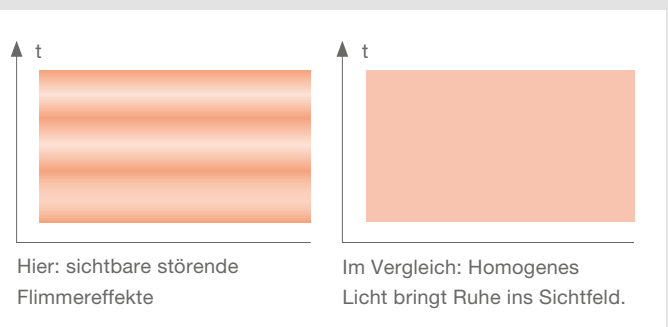 t
t
Hier: sichtbare störende
Flimmereffekte
Im Vergleich: Homogenes
Licht bringt Ruhe ins Sichtfeld.